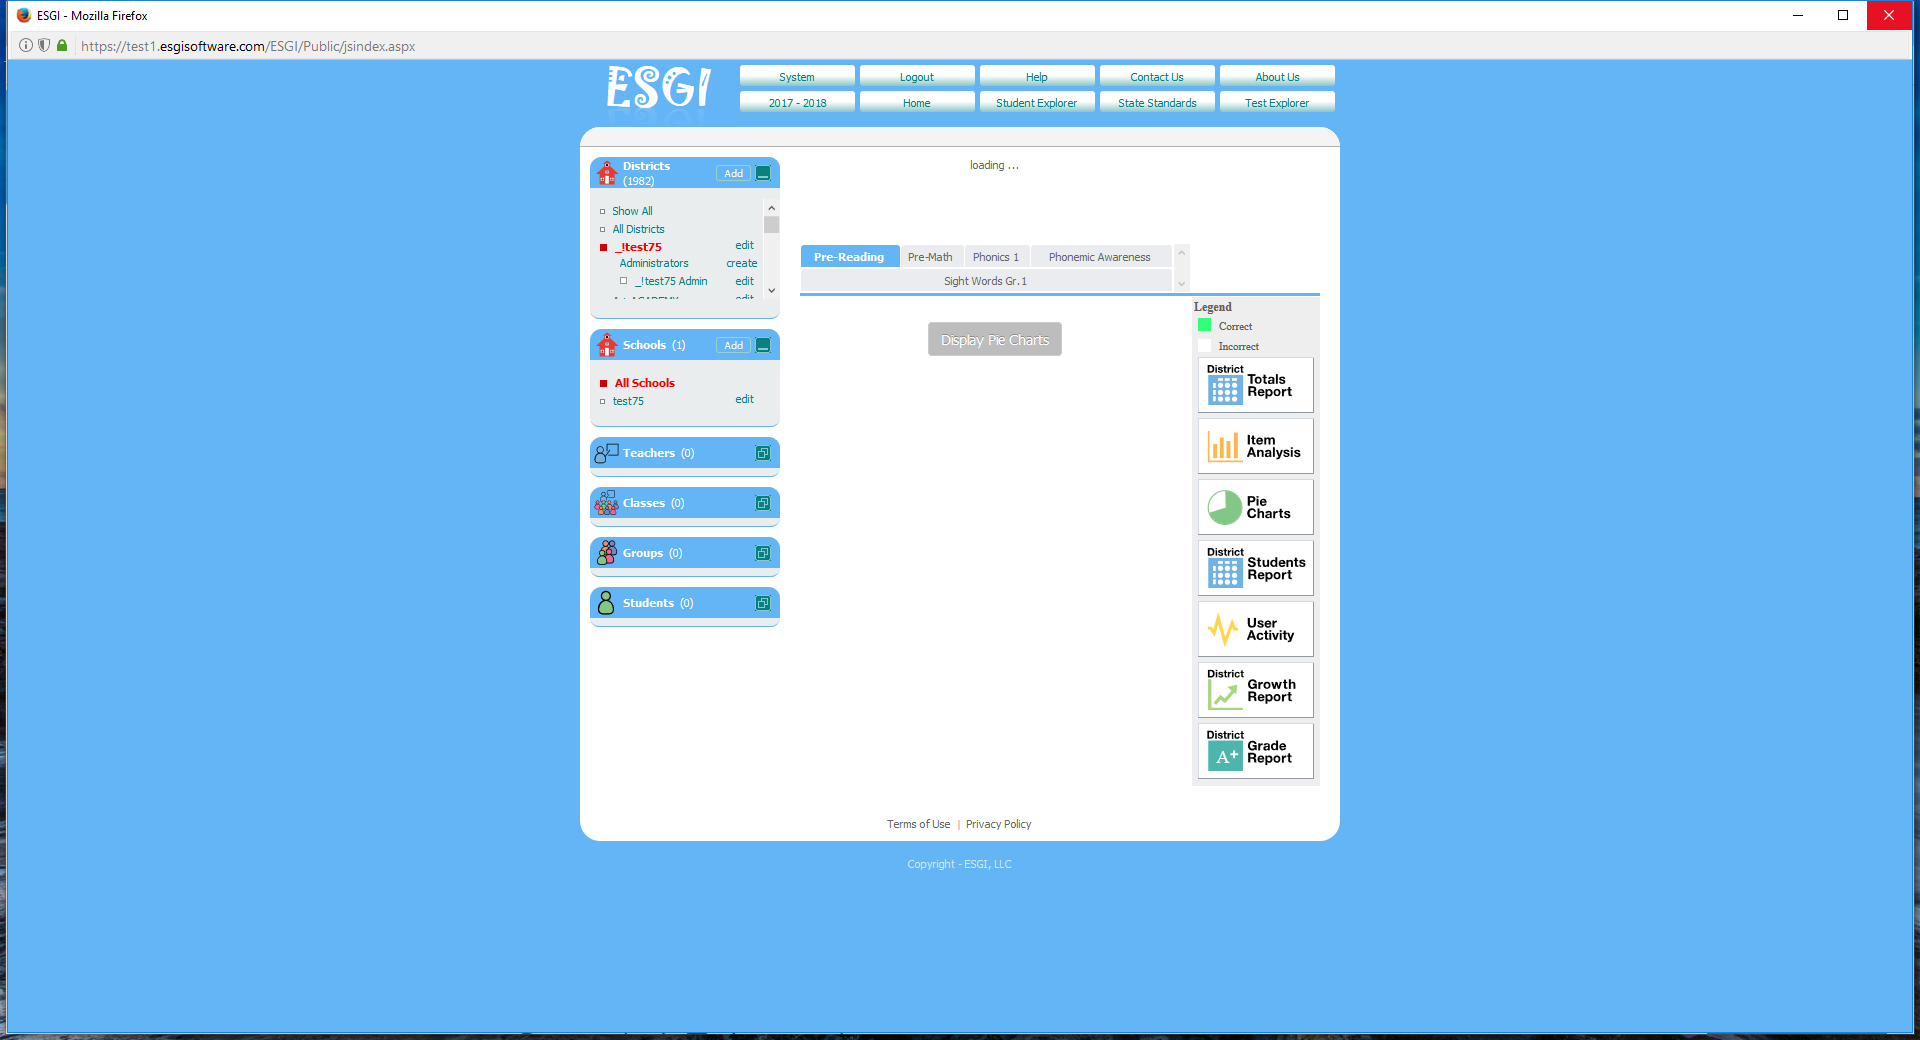 ESGI - Mozilla Firefox
https://test1.esgisoftware.com/ESGI/Public/jsindex.aspx
ESGI
System
Logout
Help
Contact Us
About Us
2017 - 2018
Home
Student Explorer
State Standards
Test Explorer
Districts
(1982)
Add
Show All
All Districts
_!test75
edit
Administrators
create
_!test75 Admin
edit
edit
Schools (1)
Add
All Schools
test75
edit
Teachers (0)
Classes (0)
Groups (0)
Students (0)
loading ...
Pre-Reading
Pre-Math
Phonics 1
Phonemic Awareness
Sight Words Gr.1
Display Pie Charts
Legend
Correct
Incorrect
District
Totals
Report
Item
Analysis
Pie
Charts
District
Students
Report
User
Activity
District
Growth
Report
District
A+
Grade
Report
Terms of Use | Privacy Policy
Copyright - ESGI, LLC